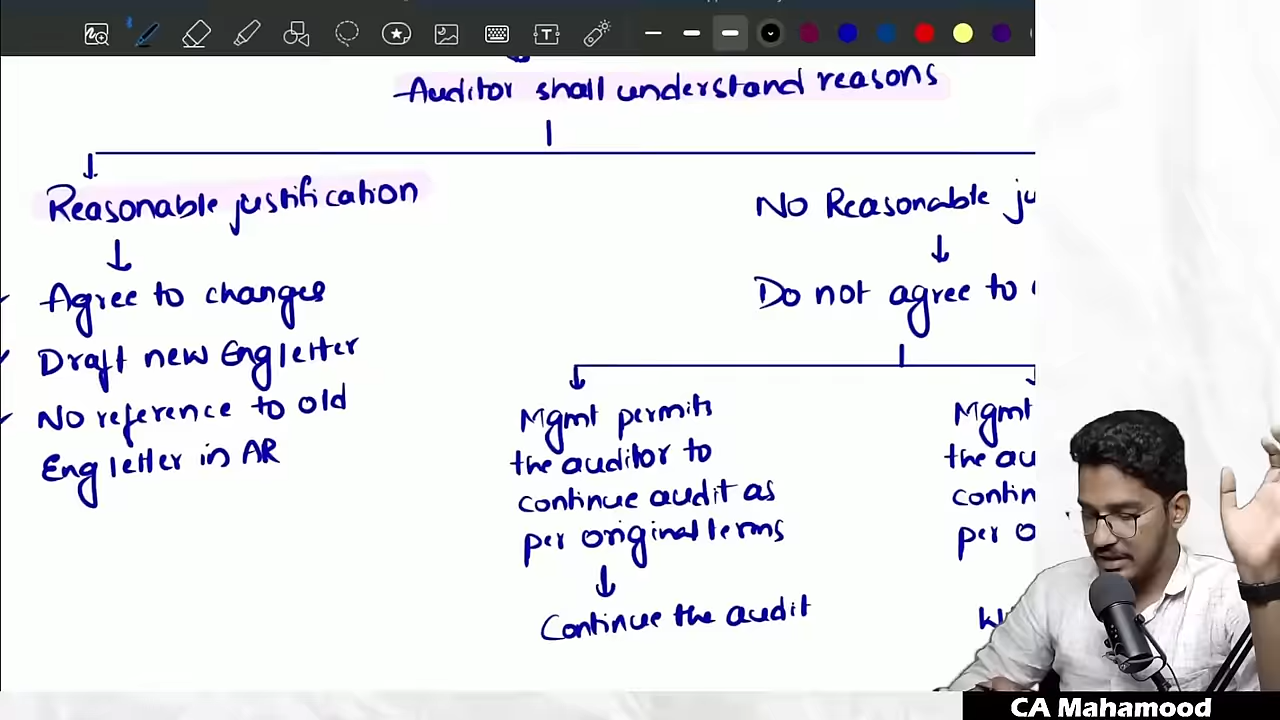 Auditor shall understand reasons
Reasonable justification
Agree to changes
Draft new Eng letter
No reference to old
Eng letter in AR
No Reasonable ju
Do not agree to
Mgmt permits
the auditor to
continue audit as
per original terms
Continue the audit
Mgmt
the au
contin
per o
CA Mahamood